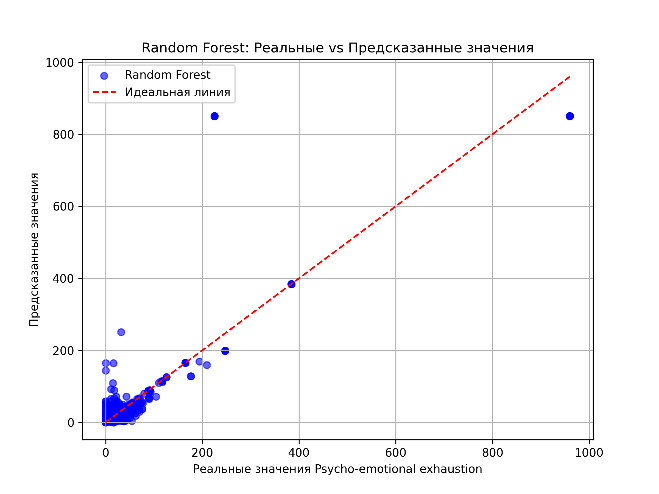 Random Forest: Реальные vs Предсказанные значения
Random Forest
Идеальная линия
1000
800
600
400
200
0
Предсказанные значения
0 200 400 600 800 1000
Реальные значения Psycho-emotional exhaustion